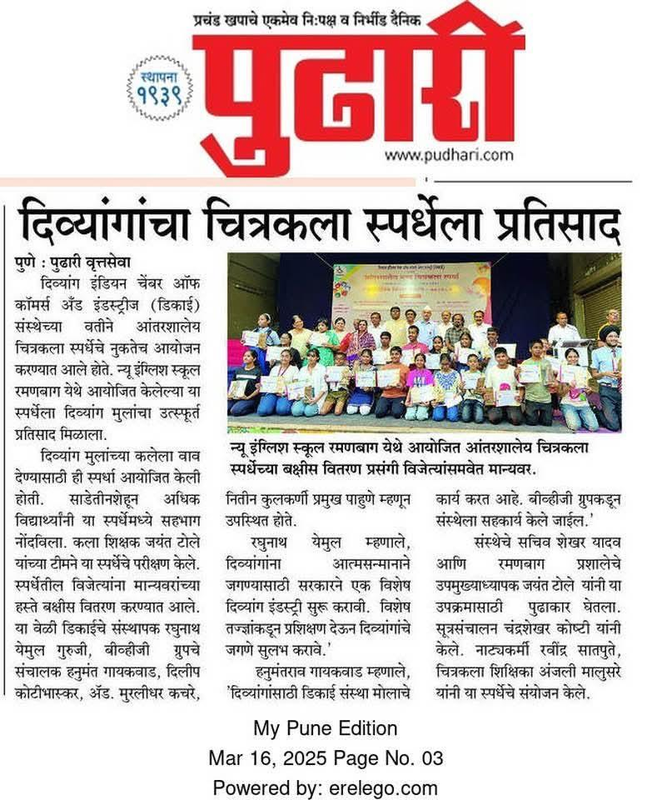 प्रचंड खपाचे एकमेव नि:पक्ष व निर्भीड दैनिक
स्थापना
१९३९
पुढारी
www.pudhari.com
दिव्यांगांचा चित्रकला स्पर्धेला प्रतिसाद
पुणे : पुढारी वृत्तसेवा
दिव्यांग इंडियन चेंबर ऑफ
कॉमर्स अँड इंडस्ट्रीज (डिकाई)
संस्थेच्या वतीने आंतरशालेय
चित्रकला स्पर्धेचे नुकतेच आयोजन
करण्यात आले होते. न्यू इंग्लिश स्कूल
रमणबाग येथे आयोजित केलेल्या या
स्पर्धेला दिव्यांग मुलांचा उत्स्फूर्त
प्रतिसाद मिळाला.
दिव्यांग मुलांच्या कलेला वाव
देण्यासाठी ही स्पर्धा आयोजित केली
होती. साडेतीनशेहून अधिक
विद्यार्थ्यांनी या स्पर्धेमध्ये सहभाग
नोंदविला. कला शिक्षक जयंत टोले
यांच्या टीमने या स्पर्धेचे परीक्षण केले.
स्पर्धेतील विजेत्यांना मान्यवरांच्या
हस्ते बक्षीस वितरण करण्यात आले.
या वेळी डिकाईचे संस्थापक रघुनाथ
येमुल गुरुजी, बीव्हीजी ग्रुपचे
संचालक हनुमंत गायकवाड, दिलीप
कोटीभास्कर, अ‍ॅड. मुरलीधर कचरे,
न्यू इंग्लिश स्कूल रमणबाग येथे आयोजित आंतरशालेय चित्रकला
स्पर्धेच्या बक्षीस वितरण प्रसंगी विजेत्यांसमवेत मान्यवर.
नितीन कुलकर्णी प्रमुख पाहुणे म्हणून
उपस्थित होते.
रघुनाथ येमुल म्हणाले,
दिव्यांगांना आत्मसन्मानाने
जगण्यासाठी सरकारने एक विशेष
दिव्यांग इंडस्ट्री सुरू करावी. विशेष
तज्ज्ञांकडून प्रशिक्षण देऊन दिव्यांगांचे
जगणे सुलभ करावे.'
हनुमंतराव गायकवाड म्हणाले,
'दिव्यांगांसाठी डिकाई संस्था मोलाचे
कार्य करत आहे. बीव्हीजी ग्रुपकडून
संस्थेला सहकार्य केले जाईल.'
संस्थेचे सचिव शेखर यादव
आणि रमणबाग प्रशालेचे
उपमुख्याध्यापक जयंत टोले यांनी या
उपक्रमासाठी पुढाकार घेतला.
सूत्रसंचालन चंद्रशेखर कोष्टी यांनी
केले. नाट्यकर्मी रवींद्र सातपुते,
चित्रकला शिक्षिका अंजली मालुसरे
यांनी या स्पर्धेचे संयोजन केले.
My Pune Edition
Mar 16, 2025 Page No. 03
Powered by: erelego.com